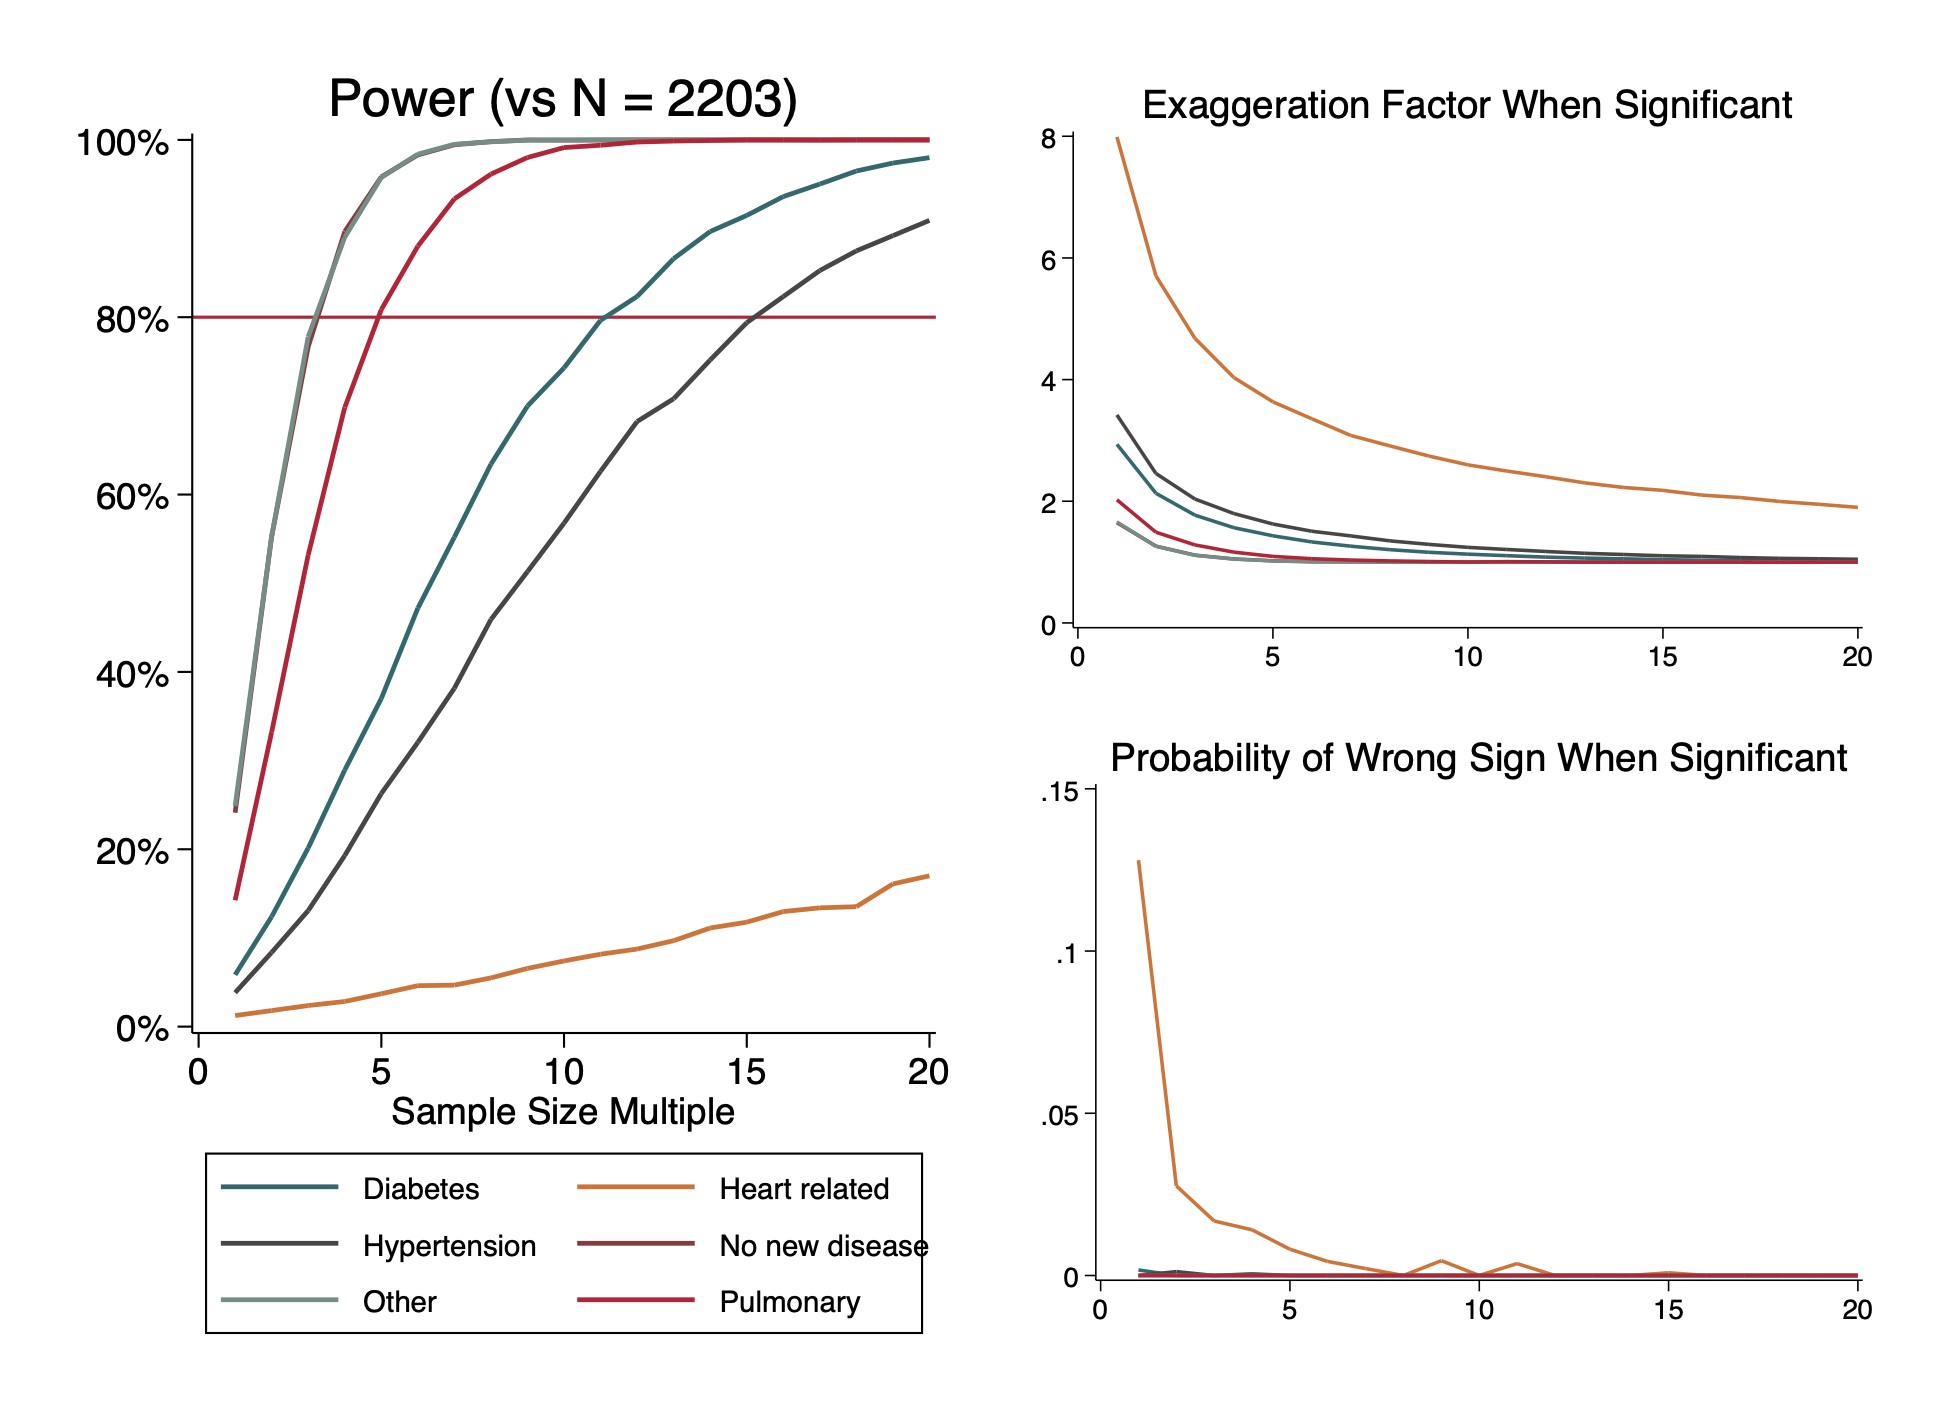 Power (vs N = 2203)
100%
80%
60%
40%
20%
0%
0 5 10 15 20
Sample Size Multiple
Diabetes Heart related
Hypertension No new disease
Other Pulmonary
Exaggeration Factor When Significant
8
6
4
2
0
0 5 10 15 20
Probability of Wrong Sign When Significant
.15
.1
.05
0
0 5 10 15 20